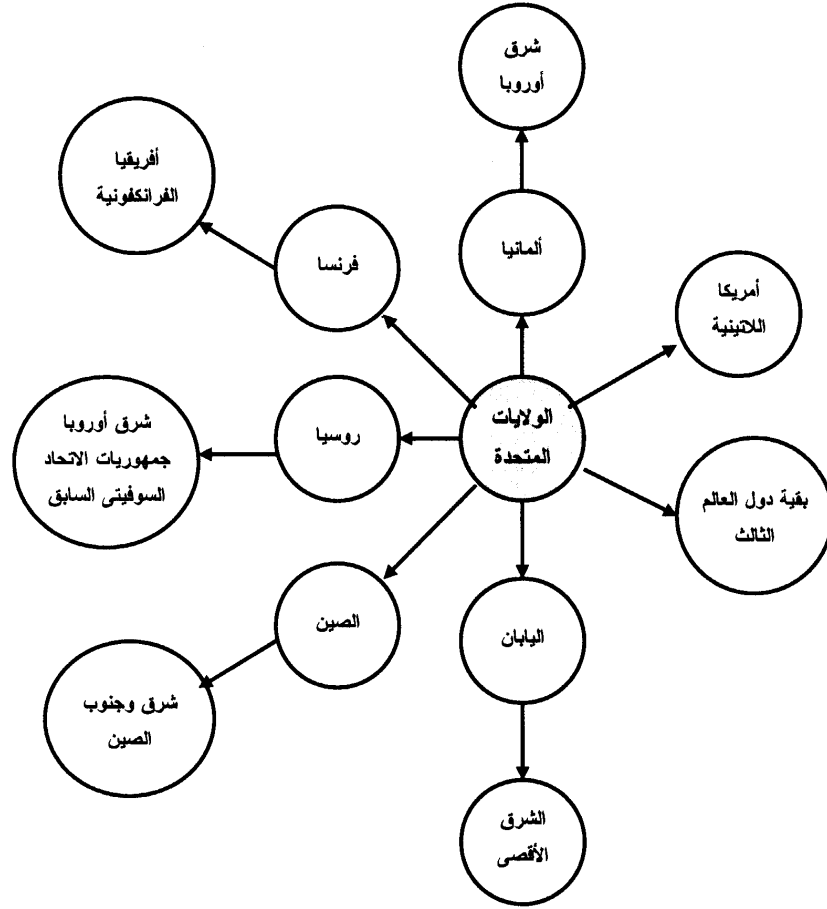 شرق
أوروبا
أفريقيا
الفرانكفونية
فرنسا
ألمانيا
أمريكا
اللاتينية
الولايات
المتحدة
روسيا
شرق أوروبا
جمهوريات الاتحاد
السوفيتى السابق
بقية دول العالم
الثالث
الصين
اليابان
شرق وجنوب
الصين
الشرق
الأقصى